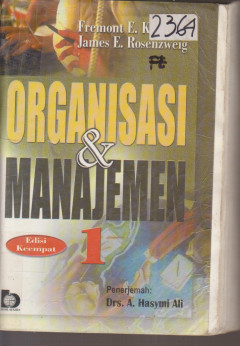 Fremont E. K
2364
James E. Rosenzweig
ORGANISASI
&
MANAJEMEN
Edisi
Keempat
1
Penerjemah:
Drs. A. Hasymi Ali